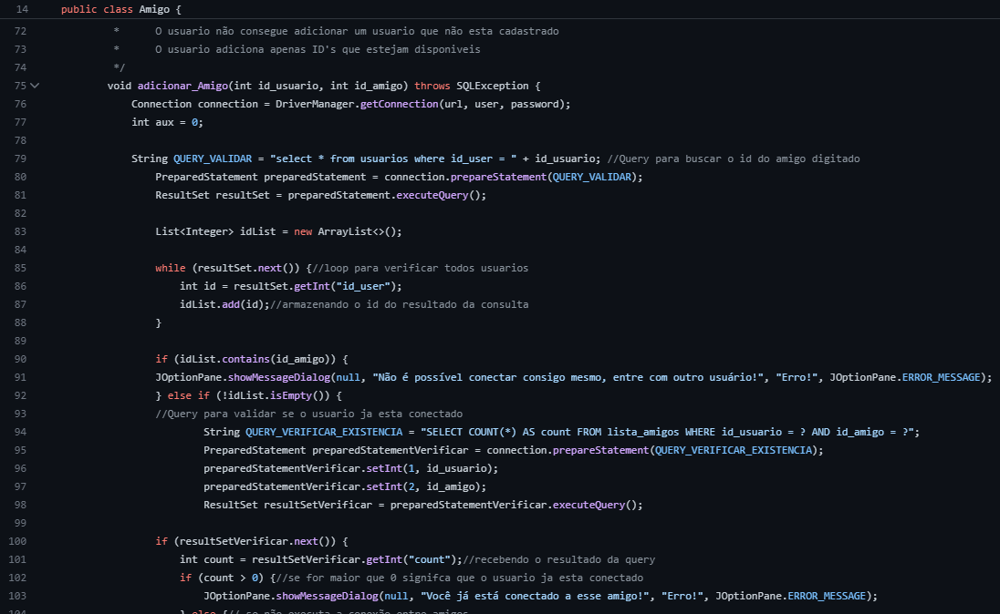 14 public class Amigo {
72 * O usuario não consegue adicionar um usuario que não esta cadastrado
73 * O usuario adiciona apenas ID's que estejam disponiveis
74 */
75 void adicionar_Amigo(int id_usuario, int id_amigo) throws SQLException {
76 Connection connection = DriverManager.getConnection(url, user, password);
77 int aux = 0;
78
79 String QUERY_VALIDAR = "select * from usuarios where id_user = " + id_usuario; //Query para buscar o id do amigo digitado
80 PreparedStatement preparedStatement = connection.prepareStatement(QUERY_VALIDAR);
81 ResultSet resultSet = preparedStatement.executeQuery();
82
83 List<Integer> idList = new ArrayList<>();
84
85 while (resultSet.next()) {//loop para verificar todos usuarios
86 int id = resultSet.getInt("id_user");
87 idList.add(id);//armazenando o id do resultado da consulta
88 }
89
90 if (idList.contains(id_amigo)) {
91 JOptionPane.showMessageDialog(null, "Não é possível conectar consigo mesmo, entre com outro usuário!", "Erro!", JOptionPane.ERROR_MESSAGE);
92 } else if (!idList.isEmpty()) {
93 //Query para validar se o usuario ja esta conectado
94 String QUERY_VERIFICAR_EXISTENCIA = "SELECT COUNT(*) AS count FROM lista_amigos WHERE id_usuario = ? AND id_amigo = ?";
95 PreparedStatement preparedStatementVerificar = connection.prepareStatement(QUERY_VERIFICAR_EXISTENCIA);
96 preparedStatementVerificar.setInt(1, id_usuario);
97 preparedStatementVerificar.setInt(2, id_amigo);
98 ResultSet resultSetVerificar = preparedStatementVerificar.executeQuery();
99
100 if (resultSetVerificar.next()) {
101 int count = resultSetVerificar.getInt("count");//recebendo o resultado da query
102 if (count > 0) {//se for maior que 0 signifca que o usuario ja esta conectado
103 JOptionPane.showMessageDialog(null, "Você já está conectado a esse amigo!", "Erro!", JOptionPane.ERROR_MESSAGE);
104 } else {// se não executa a conexão entre amigos